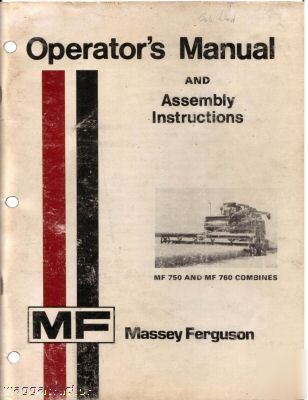 Operator's Manual
AND
Assembly
Instructions
MF 750 AND MF 760 COMBINES
MF
Massey Ferguson